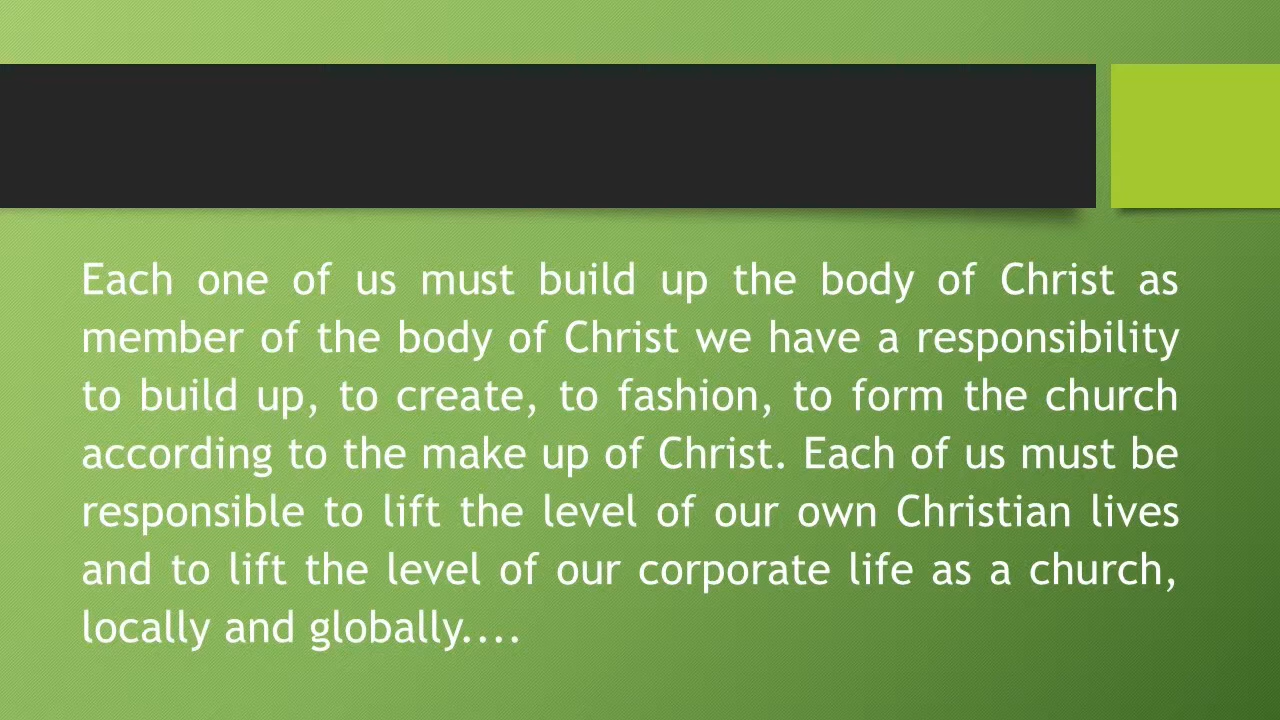 Each one of us must build up the body of Christ as
member of the body of Christ we have a responsibility
to build up, to create, to fashion, to form the church
according to the make up of Christ. Each of us must be
responsible to lift the level of our own Christian lives
and to lift the level of our corporate life as a church,
locally and globally....